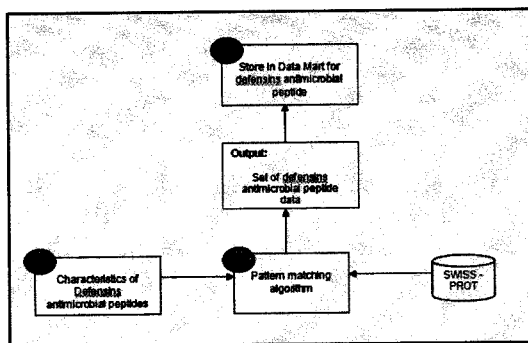 Store in Data Mart for
defensins antimicrobial
peptide
Output:
Set of defensins
antimicrobial peptide
data
Characteristics of
Defensins
antimicrobial peptides
Pattern matching
algorithm
SWISS -
PROT